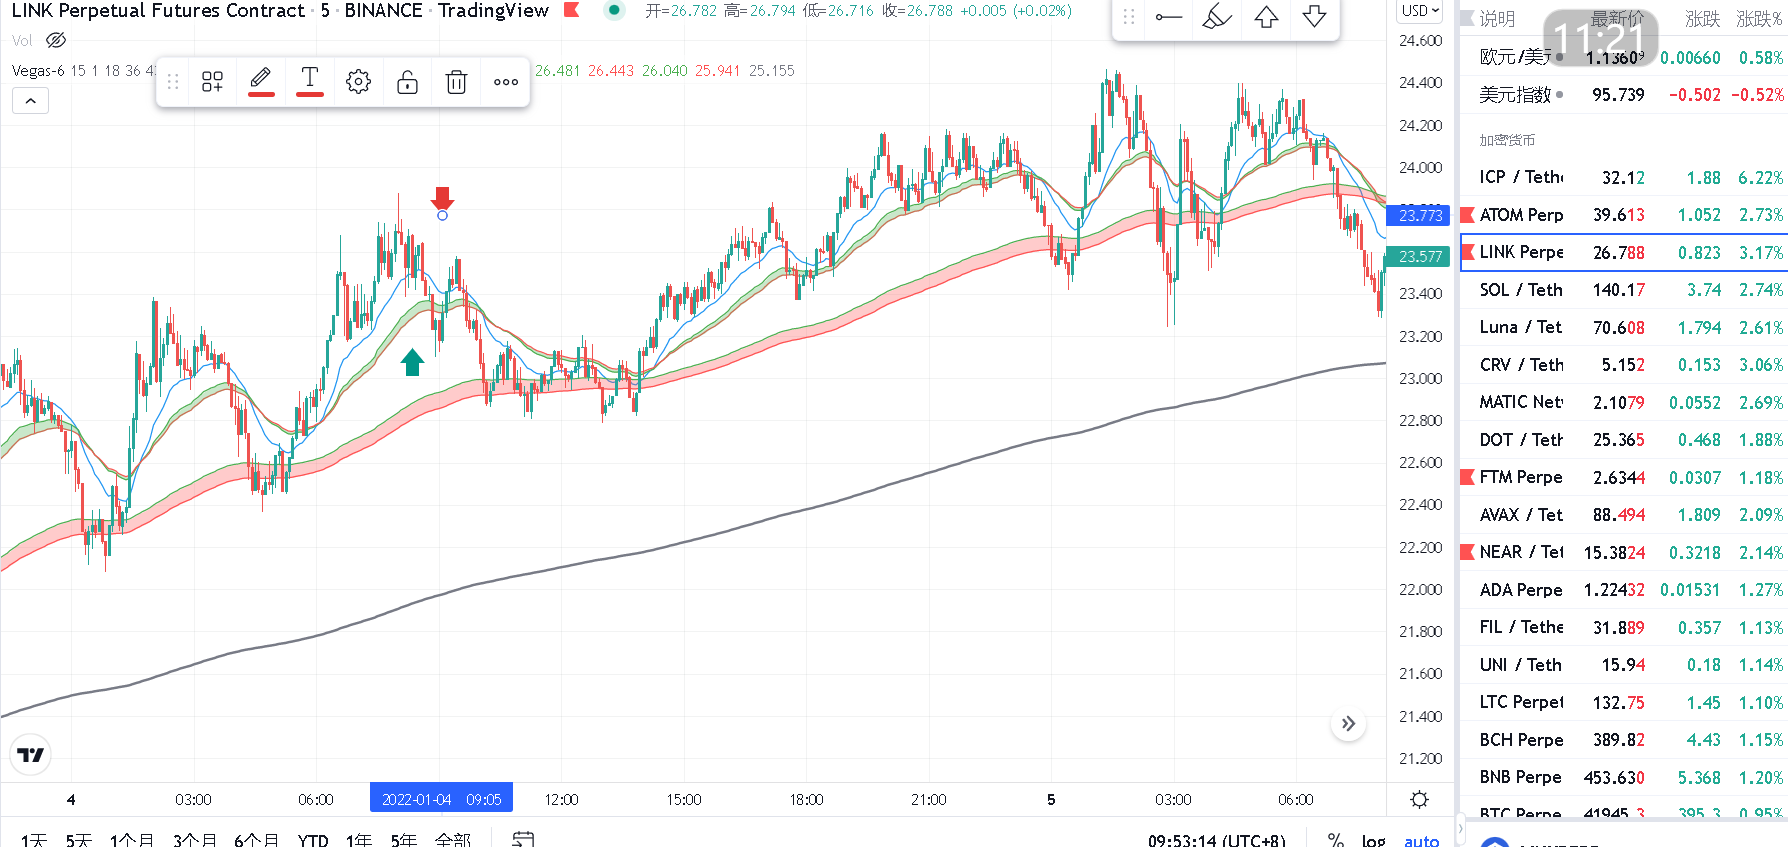 LINK Perpetual Futures Contract · 5 · BINANCE · TradingView 开=26.782 高=26.794 低=26.716 收=26.788 +0.005 (+0.02%)
Vol
Vegas-6 15 1 18 36 26.481 26.443 26.040 25.941 25.155
T
USD
24.600
24.400
24.200
24.000
23.773
23.577
23.400
23.200
23.000
22.800
22.600
22.400
22.200
22.000
21.800
21.600
21.400
21.200
4 03:00 06:00 2022-01-04 09:05 12:00 15:00 18:00 21:00 5 03:00 06:00
1天 5天 1个月 3个月 6个月 YTD 1年 5年 全部 09:53:14 (UTC+8) % log auto
说明 最新价 涨跌 涨跌%
11:21
欧元/美元 1.13609 0.00660 0.58%
美元指数 95.739 -0.502 -0.52%
加密货币
ICP / Teth 32.12 1.88 6.22%
ATOM Perp 39.613 1.052 2.73%
LINK Perpe 26.788 0.823 3.17%
SOL / Teth 140.17 3.74 2.74%
Luna / Tet 70.608 1.794 2.61%
CRV / Teth 5.152 0.153 3.06%
MATIC Net 2.1079 0.0552 2.69%
DOT / Teth 25.365 0.468 1.88%
FTM Perpe 2.6344 0.0307 1.18%
AVAX / Tet 88.494 1.809 2.09%
NEAR / Tet 15.3824 0.3218 2.14%
ADA Perpe 1.22432 0.01531 1.27%
FIL / Tethe 31.889 0.357 1.13%
UNI / Teth 15.94 0.18 1.14%
LTC Perpet 132.75 1.45 1.10%
BCH Perpe 389.82 4.43 1.15%
BNB Perpe 453.630 5.368 1.20%
BTC Perpe 41945.3 395.3 0.95%